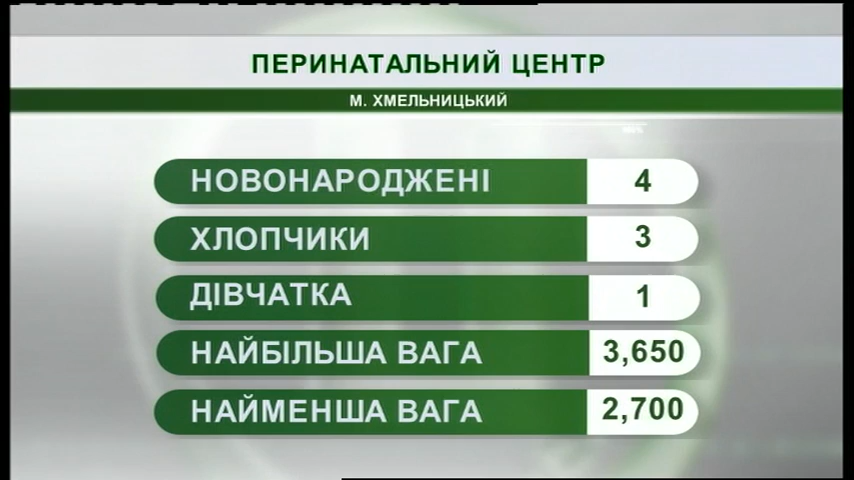 ПЕРИНАТАЛЬНИЙ ЦЕНТР
М. ХМЕЛЬНИЦЬКИЙ
НОВОНАРОДЖЕНІ 4
ХЛОПЧИКИ 3
ДІВЧАТКА 1
НАЙБІЛЬША ВАГА 3,650
НАЙМЕНША ВАГА 2,700